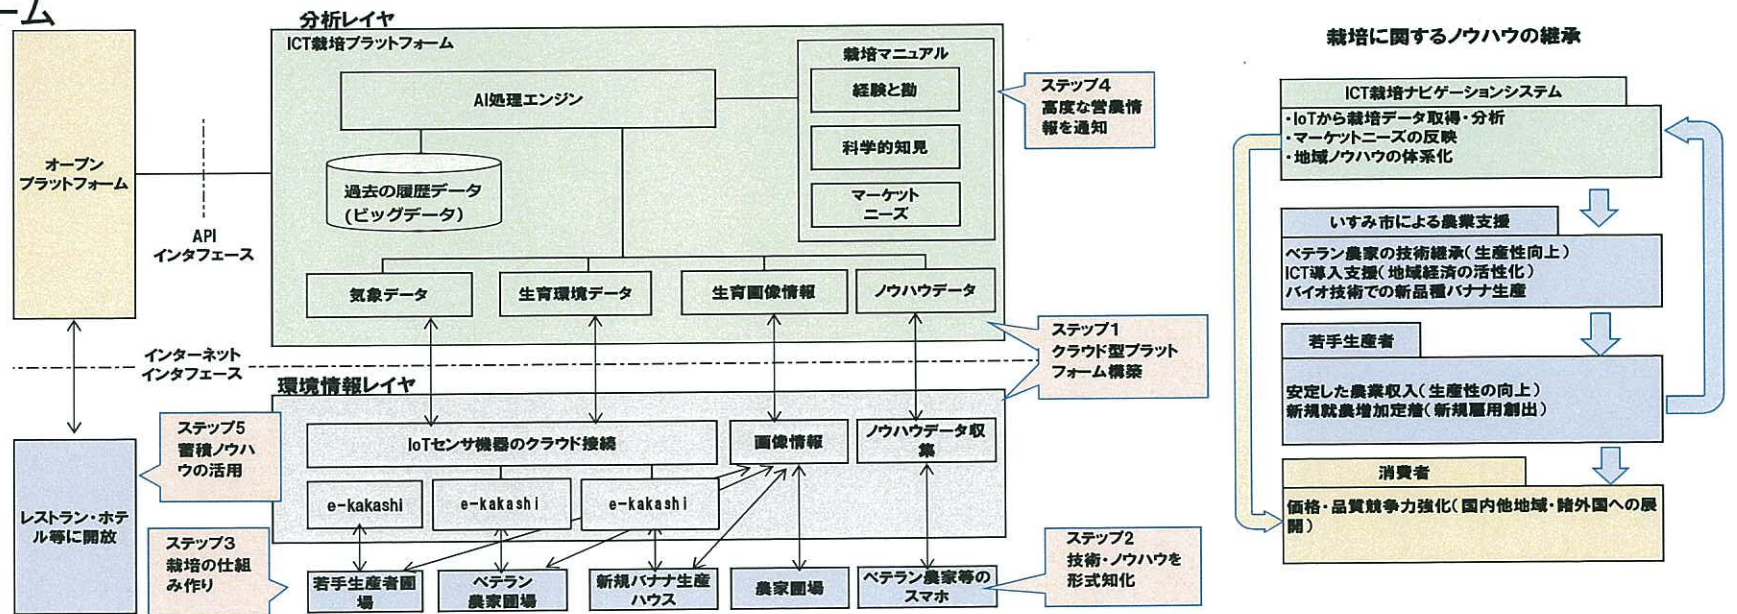 ーム
分析レイヤ
ICT栽培プラットフォーム
AI処理エンジン
過去の履歴データ
(ビッグデータ)
栽培マニュアル
経験と勘
科学的知見
マーケット
ニーズ
ステップ4
高度な営農情
報を通知
オープン
プラットフォーム
API
インタフェース
気象データ
生育環境データ
生育画像情報
ノウハウデータ
ステップ1
クラウド型プラット
フォーム構築
インターネット
インタフェース
環境情報レイヤ
IoTセンサ機器のクラウド接続
画像情報
ノウハウデータ収
集
e-kakashi
e-kakashi
e-kakashi
ステップ5
蓄積ノウハ
ウの活用
レストラン・ホテ
ル等に開放
ステップ3
栽培の仕組
み作り
若手生産者圃
場
ベテラン
農家圃場
新規バナナ生産
ハウス
農家圃場
ベテラン農家等の
スマホ
ステップ2
技術・ノウハウを
形式知化
栽培に関するノウハウの継承
ICT栽培ナビゲーションシステム
・IoTから栽培データ取得・分析
・マーケットニーズの反映
・地域ノウハウの体系化
いすみ市による農業支援
ベテラン農家の技術継承(生産性向上)
ICT導入支援(地域経済の活性化)
バイオ技術での新品種バナナ生産
若手生産者
安定した農業収入(生産性の向上)
新規就農増加定着(新規雇用創出)
消費者
価格・品質競争力強化(国内他地域・諸外国への展
開)